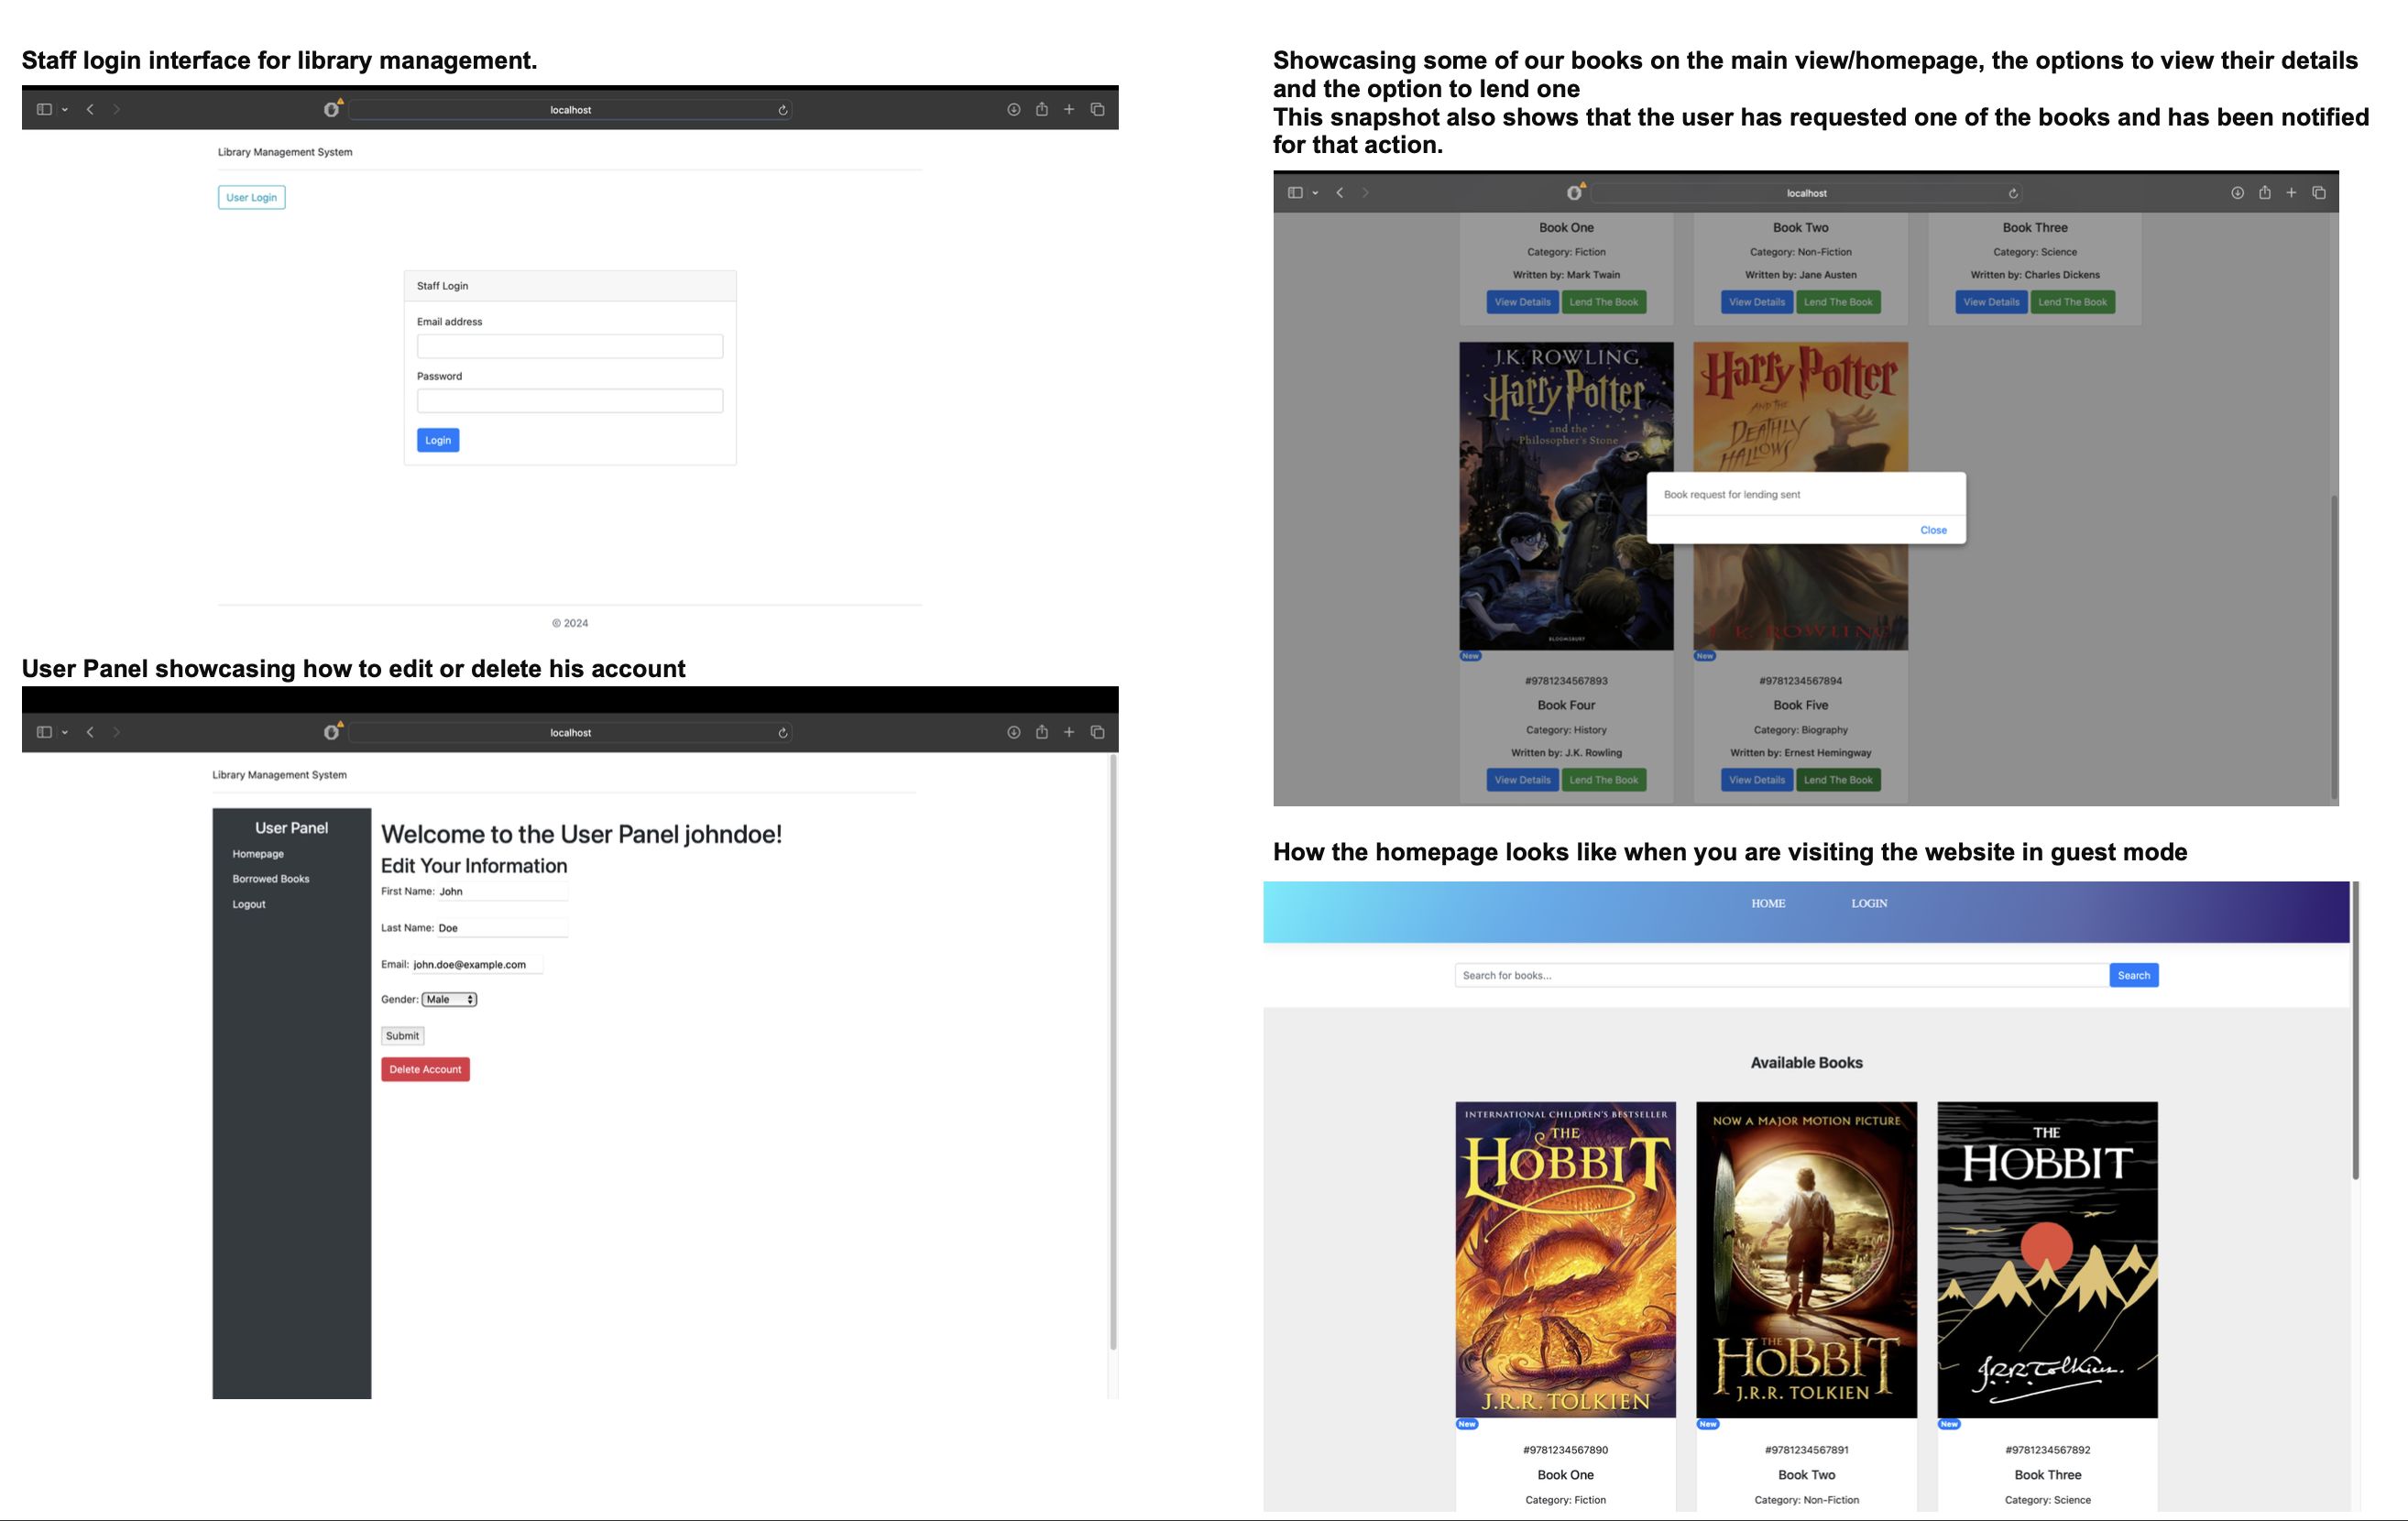 Staff login interface for library management.
localhost
Library Management System
User Login
Staff Login
Email address
Password
Login
© 2024
User Panel showcasing how to edit or delete his account
localhost
Library Management System
User Panel
Homepage
Borrowed Books
Logout
Welcome to the User Panel johndoe!
Edit Your Information
First Name: John
Last Name: Doe
Email: john.doe@example.com
Gender: Male
Submit
Delete Account
Showcasing some of our books on the main view/homepage, the options to view their details
and the option to lend one
This snapshot also shows that the user has requested one of the books and has been notified
for that action.
localhost
Book One
Category: Fiction
Written by: Mark Twain
View Details Lend The Book
Book Two
Category: Non-Fiction
Written by: Jane Austen
View Details Lend The Book
Book Three
Category: Science
Written by: Charles Dickens
View Details Lend The Book
J.K. ROWLING
Harry Potter
and the
Philosopher's Stone
BLOOMSBURY
New
#9781234567893
Book Four
Category: History
Written by: J.K. Rowling
View Details Lend The Book
Harry Potter
AND THE
DEATHLY
HALLOWS
J. K. ROWLING
New
#9781234567894
Book Five
Category: Biography
Written by: Ernest Hemingway
View Details Lend The Book
Book request for lending sent
Close
How the homepage looks like when you are visiting the website in guest mode
HOME LOGIN
Search for books... Search
Available Books
INTERNATIONAL CHILDREN'S BESTSELLER
THE
HOBBIT
J.R.R. TOLKIEN
New
#9781234567890
Book One
Category: Fiction
NOW A MAJOR MOTION PICTURE
THE
HOBBIT
J.R.R. TOLKIEN
New
#9781234567891
Book Two
Category: Non-Fiction
THE
HOBBIT
J.R.R. Tolkien.
New
#9781234567892
Book Three
Category: Science